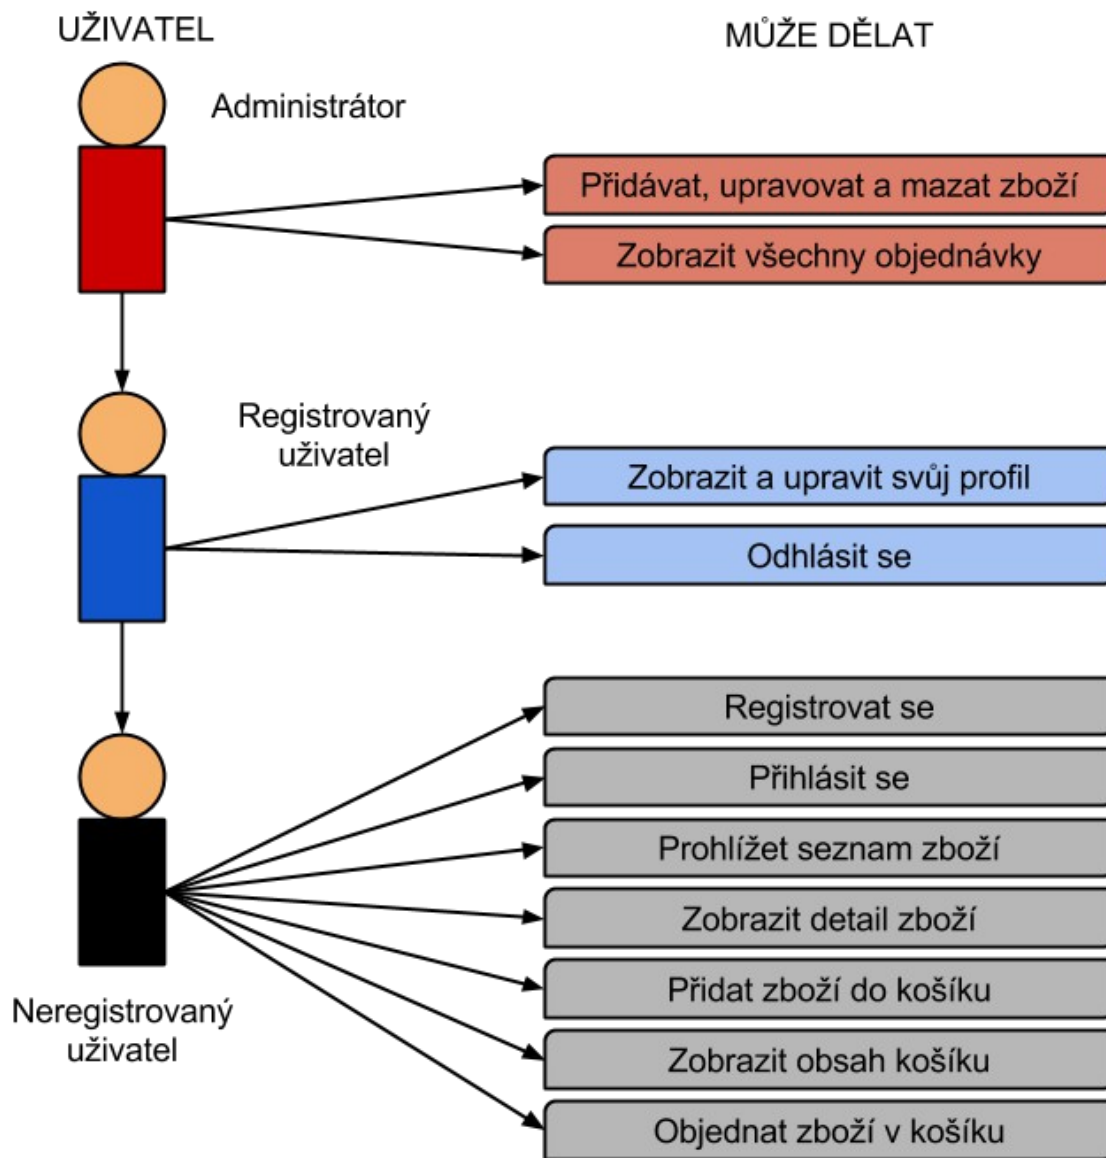 UŽIVATEL
MŮŽE DĚLAT
Administrátor
Přidávat, upravovat a mazat zboží
Zobrazit všechny objednávky
Registrovaný
uživatel
Zobrazit a upravit svůj profil
Odhlásit se
Registrovat se
Přihlásit se
Prohlížet seznam zboží
Zobrazit detail zboží
Přidat zboží do košíku
Neregistrovaný
uživatel
Zobrazit obsah košíku
Objednat zboží v košíku